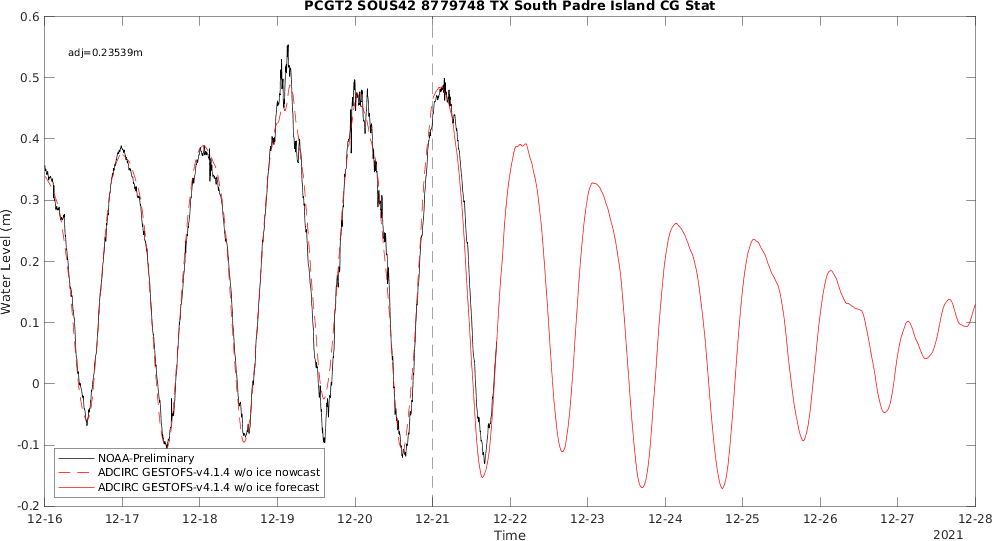 PCGT2 SOUS42 8779748 TX South Padre Island CG Stat
adj=0.23539m
0.6
0.5
0.4
0.3
0.2
0.1
0
-0.1
-0.2
Water Level (m)
NOAA-Preliminary
ADCIRC GESTOFS-v4.1.4 w/o ice nowcast
ADCIRC GESTOFS-v4.1.4 w/o ice forecast
12-16 12-17 12-18 12-19 12-20 12-21 12-22 12-23 12-24 12-25 12-26 12-27 12-28
Time
2021